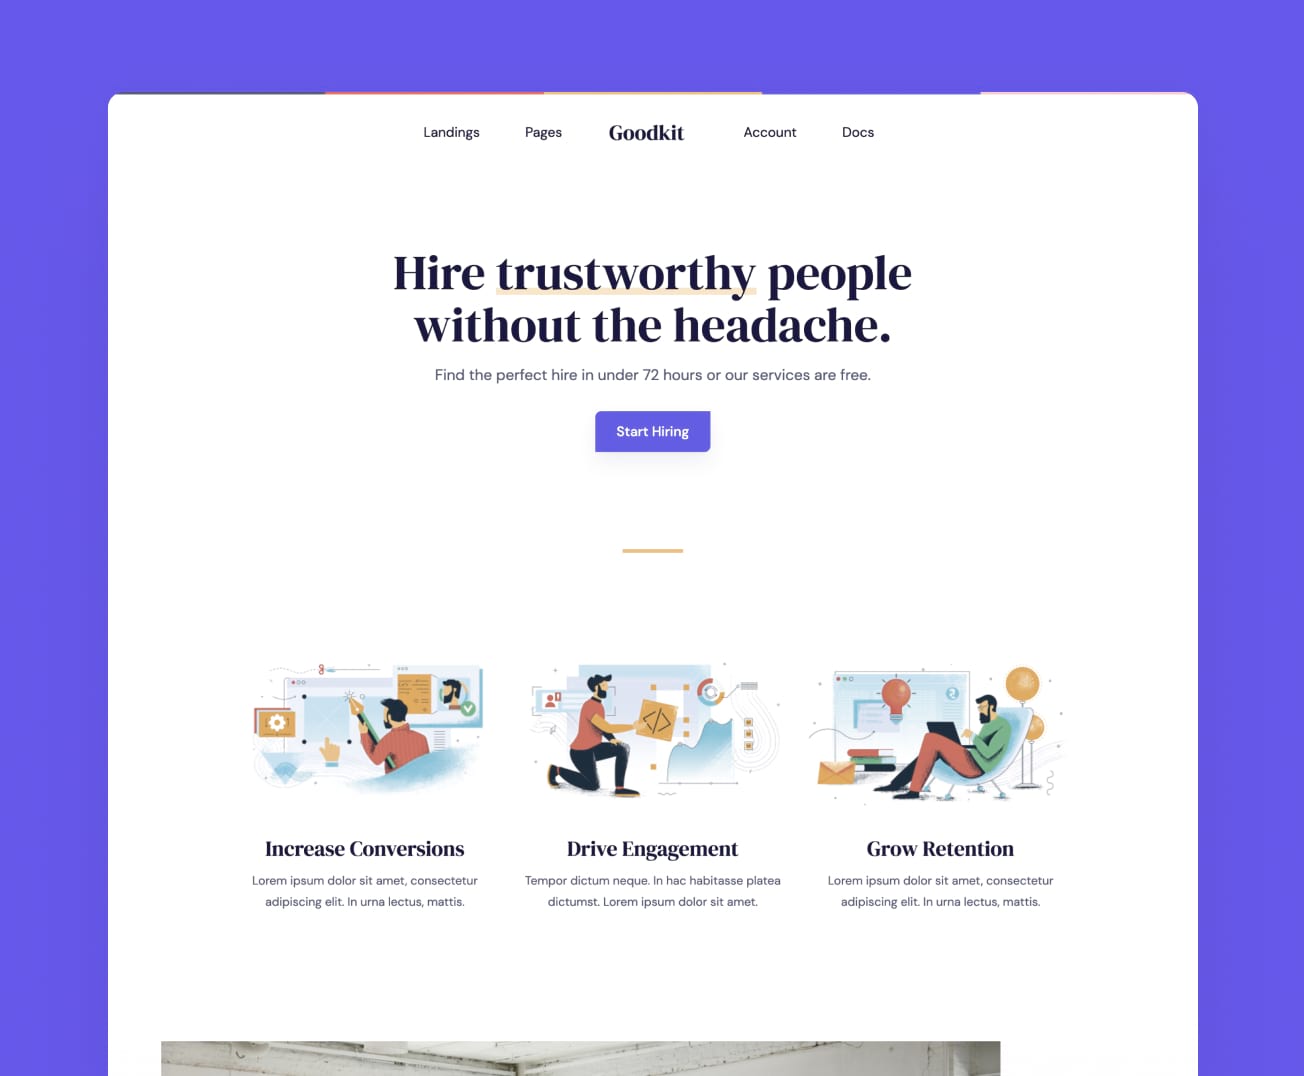 Landings Pages Goodkit Account Docs
Hire trustworthy people
without the headache.
Find the perfect hire in under 72 hours or our services are free.
Start Hiring
Increase Conversions
Lorem ipsum dolor sit amet, consectetur
adipiscing elit. In urna lectus, mattis.
Drive Engagement
Tempor dictum neque. In hac habitasse platea
dictumst. Lorem ipsum dolor sit amet.
Grow Retention
Lorem ipsum dolor sit amet, consectetur
adipiscing elit. In urna lectus, mattis.